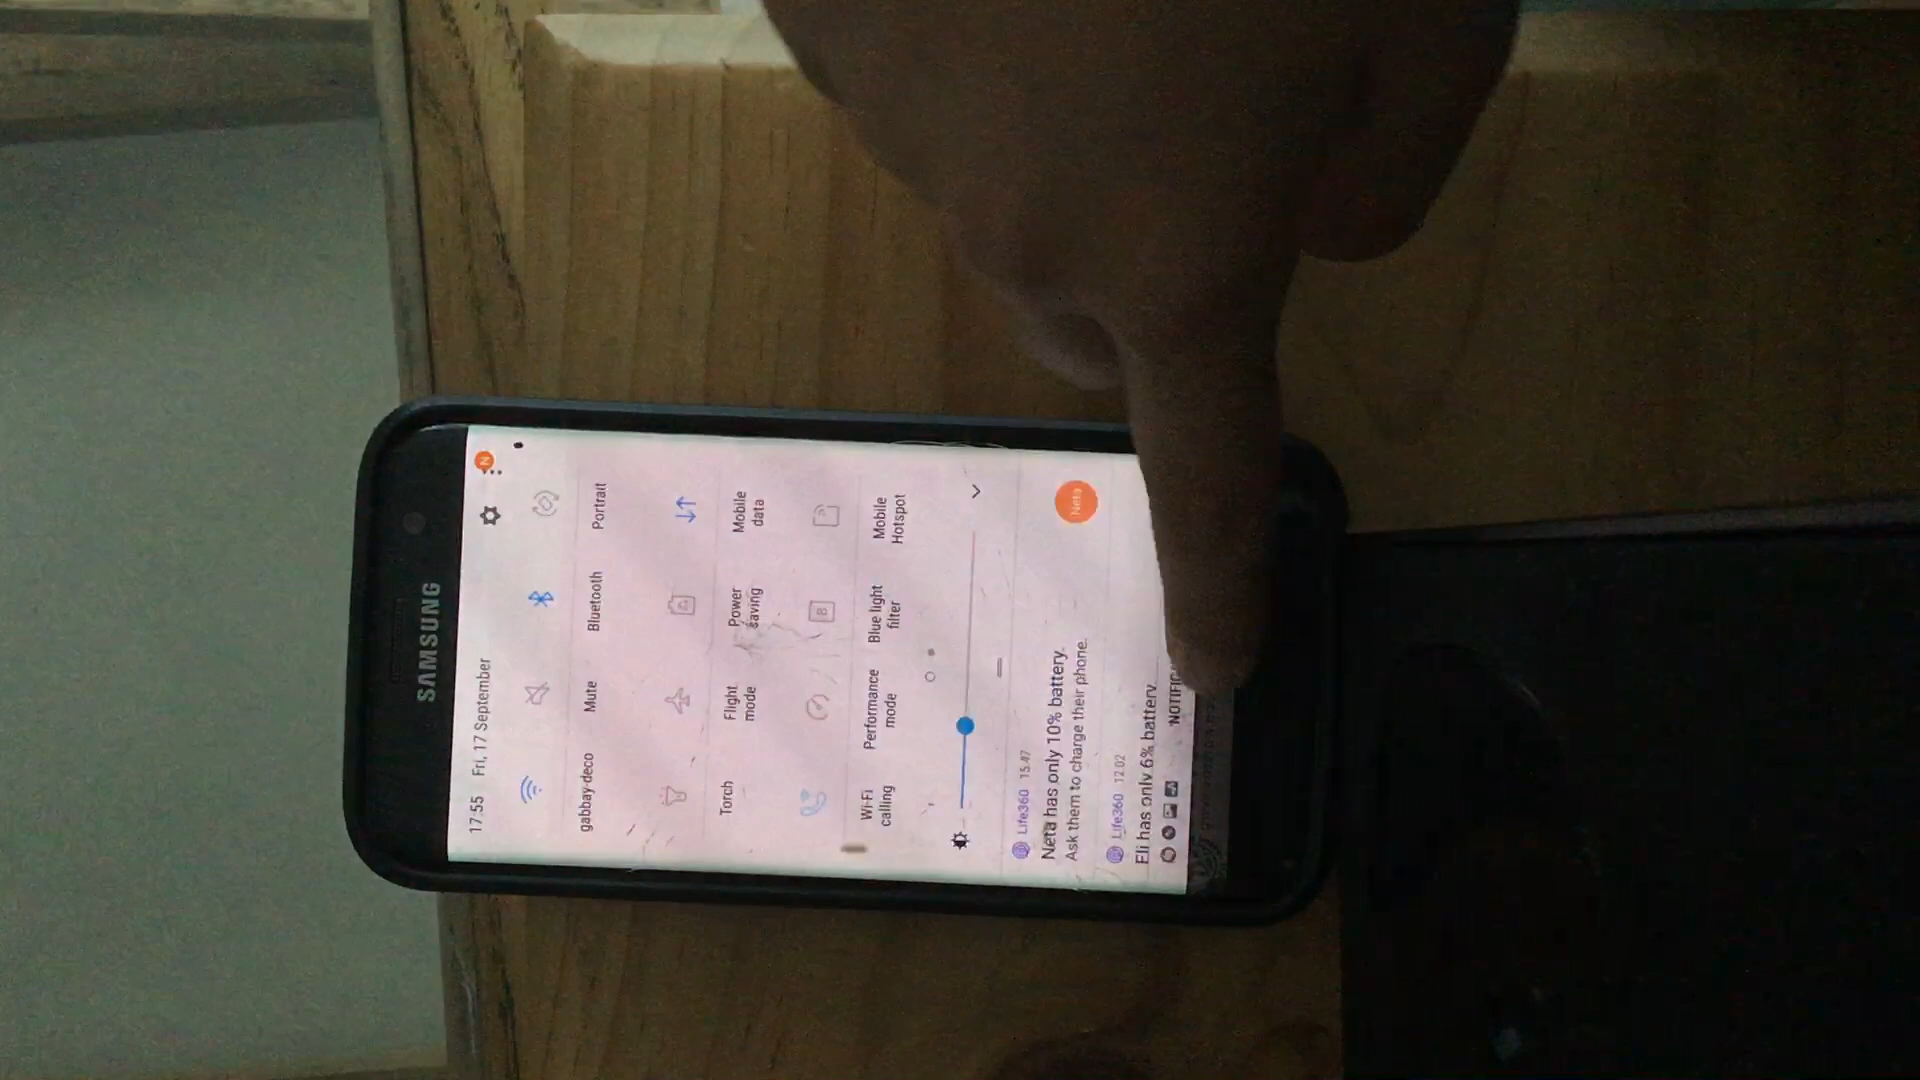 SAMSUNG
17:55 Fri, 17 September
N
gabbay-deco
Mute
Bluetooth
Portrait
Torch
Flight
mode
Power
saving
Mobile
data
Wi-Fi
calling
Performance
mode
Blue light
filter
Mobile
Hotspot
Life360 15:47
Neta has only 10% battery.
Ask them to charge their phone.
Neta
Life360 12:02
Eli has only 6% battery